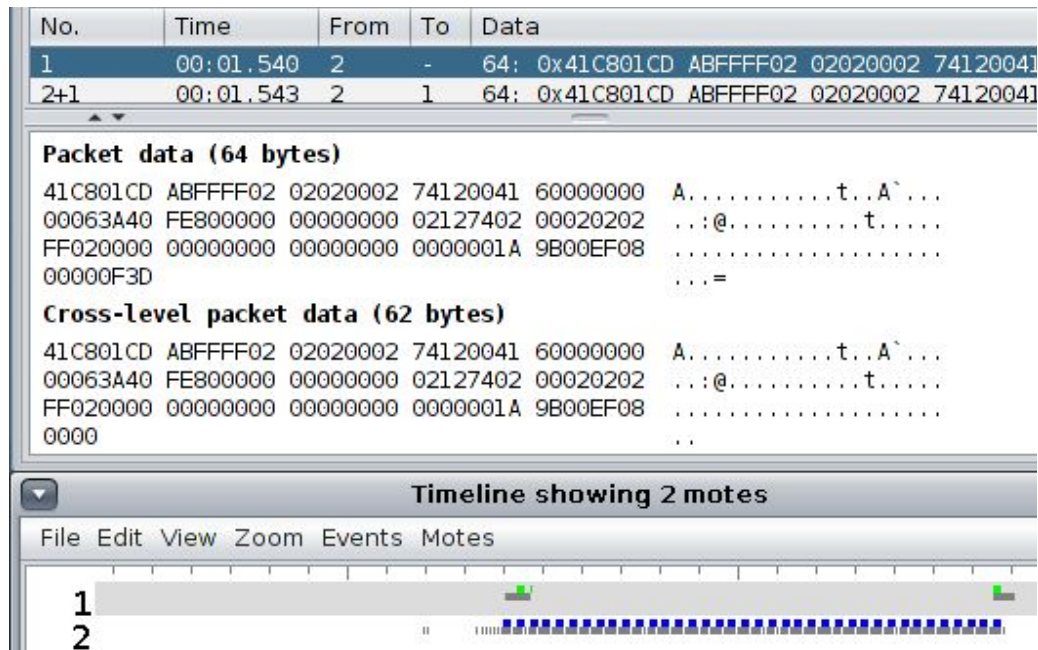 No. Time From To Data
1 00:01.540 2 - 64: 0x41C801CD ABFFFF02 02020002 74120041
2+1 00:01.543 2 1 64: 0x41C801CD ABFFFF02 02020002 74120041
Packet data (64 bytes)
41C801CD ABFFFF02 02020002 74120041 60000000 A...........t..A`...
00063A40 FE800000 00000000 02127402 00020202 ..:@..........t.....
FF020000 00000000 00000000 0000001A 9B00EF08 ....................
00000F3D ...=
Cross-level packet data (62 bytes)
41C801CD ABFFFF02 02020002 74120041 60000000 A...........t..A`...
00063A40 FE800000 00000000 02127402 00020202 ..:@..........t.....
FF020000 00000000 00000000 0000001A 9B00EF08 ....................
0000 ..
Timeline showing 2 motes
File Edit View Zoom Events Motes
1
2